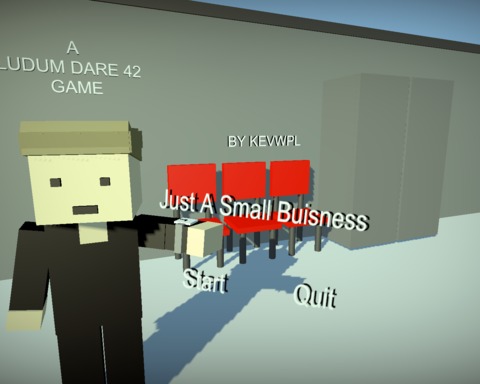 A
LUDUM DARE 42
GAME
BY KEVWPL
Just A Small Buisness
Start
Quit